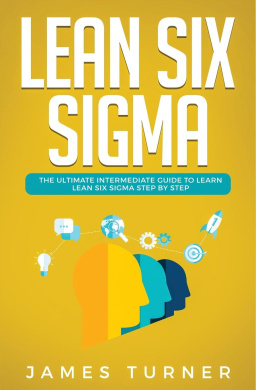 LEAN SIX
SIGMA
THE ULTIMATE INTERMEDIATE GUIDE TO LEARN
LEAN SIX SIGMA STEP BY STEP
JAMES TURNER